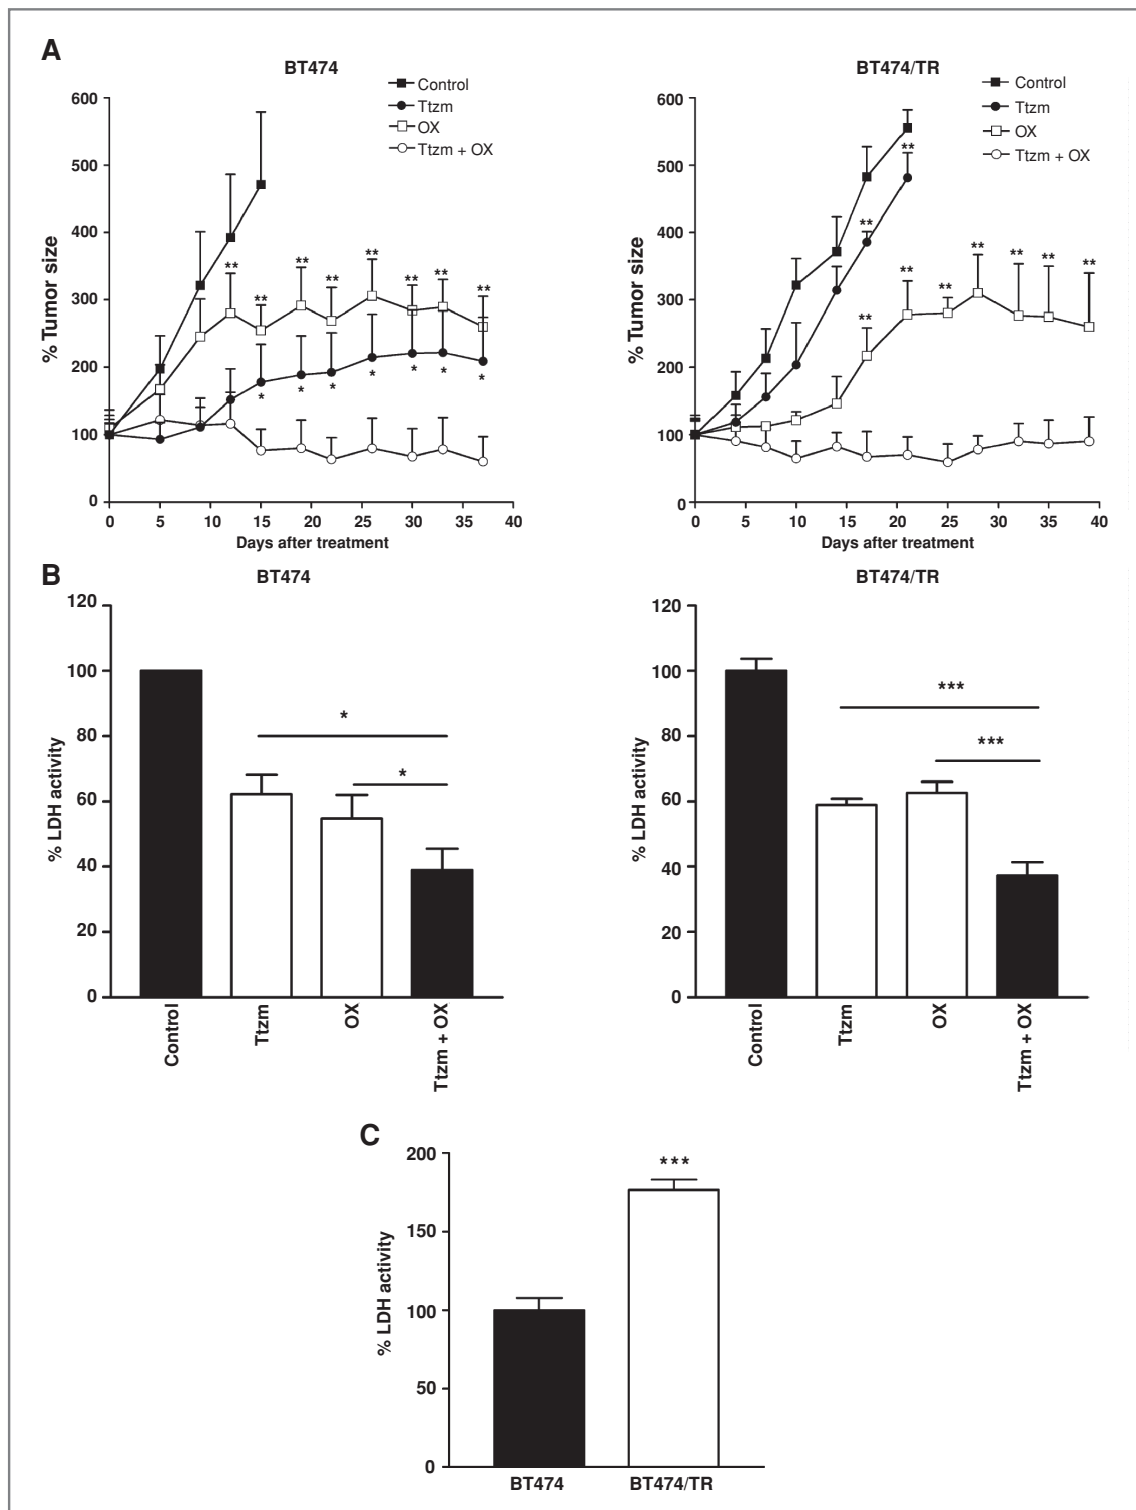 A
BT474
Control
Ttzm
OX
Ttzm + OX
% Tumor size
600
500
400
300
200
100
0
** ** ** ** ** ** ** **
* * * * * * *
0 5 10 15 20 25 30 35 40
Days after treatment
BT474/TR
Control
Ttzm
OX
Ttzm + OX
% Tumor size
600
500
400
300
200
100
0
**
**
** ** ** ** ** ** **
0 5 10 15 20 25 30 35 40
Days after treatment
B
BT474
% LDH activity
120
100
80
60
40
20
0
*
*
Control
Ttzm
OX
Ttzm + OX
BT474/TR
% LDH activity
120
100
80
60
40
20
0
***
***
Control
Ttzm
OX
Ttzm + OX
C
% LDH activity
200
150
100
50
0
***
BT474 BT474/TR